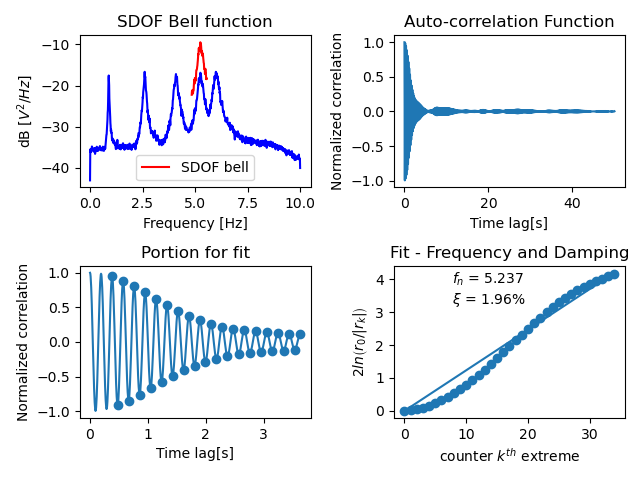 SDOF Bell function
dB [V²/Hz]
−10
−20
−30
−40
SDOF bell
0.0 2.5 5.0 7.5 10.0
Frequency [Hz]
Auto-correlation Function
Normalized correlation
1.0
0.5
0.0
−0.5
−1.0
0 20 40
Time lag[s]
Portion for fit
Normalized correlation
1.0
0.5
0.0
−0.5
−1.0
0 1 2 3
Time lag[s]
Fit - Frequency and Damping
2ln(r₀/|rₖ|)
4
3
2
1
0
fₙ = 5.237
ξ = 1.96%
0 10 20 30
counter kᵗʰ extreme